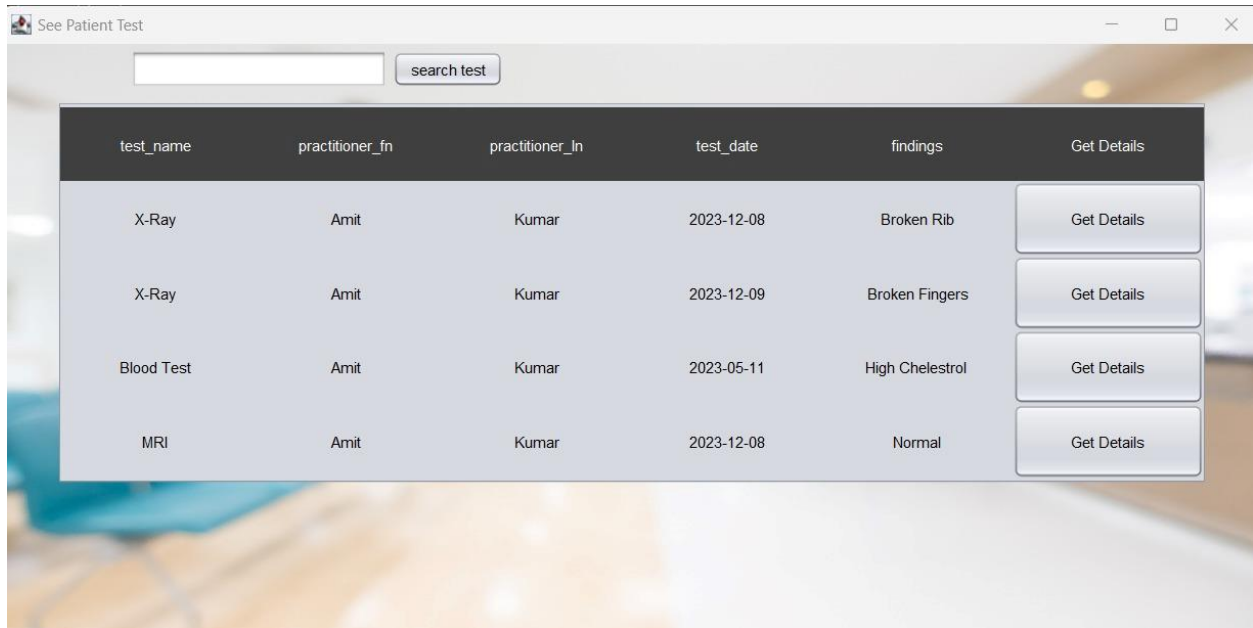 See Patient Test
search test
test_name practitioner_fn practitioner_ln test_date findings Get Details
X-Ray Amit Kumar 2023-12-08 Broken Rib Get Details
X-Ray Amit Kumar 2023-12-09 Broken Fingers Get Details
Blood Test Amit Kumar 2023-05-11 High Chelestrol Get Details
MRI Amit Kumar 2023-12-08 Normal Get Details